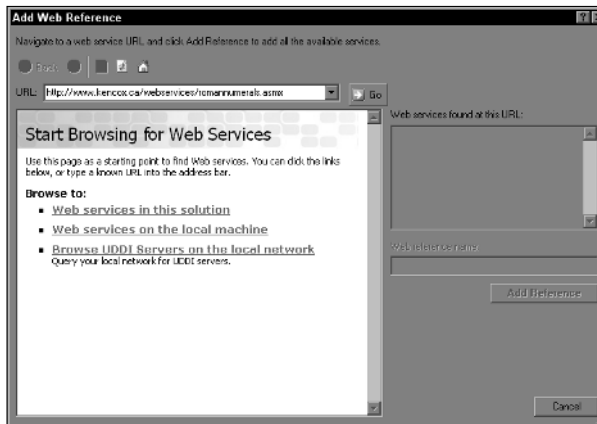 Add Web Reference
Navigate to a web service URL and click Add Reference to add all the available services.
Back
URL: http://www.kencox.ca/webservices/romannumerals.asmx
Go
Start Browsing for Web Services
Use this page as a starting point to find Web services. You can click the links
below, or type a known URL into the address bar.
Browse to:
Web services in this solution
Web services on the local machine
Browse UDDI Servers on the local network
Query your local network for UDDI servers.
Web services found at this URL:
Web reference name:
Add Reference
Cancel